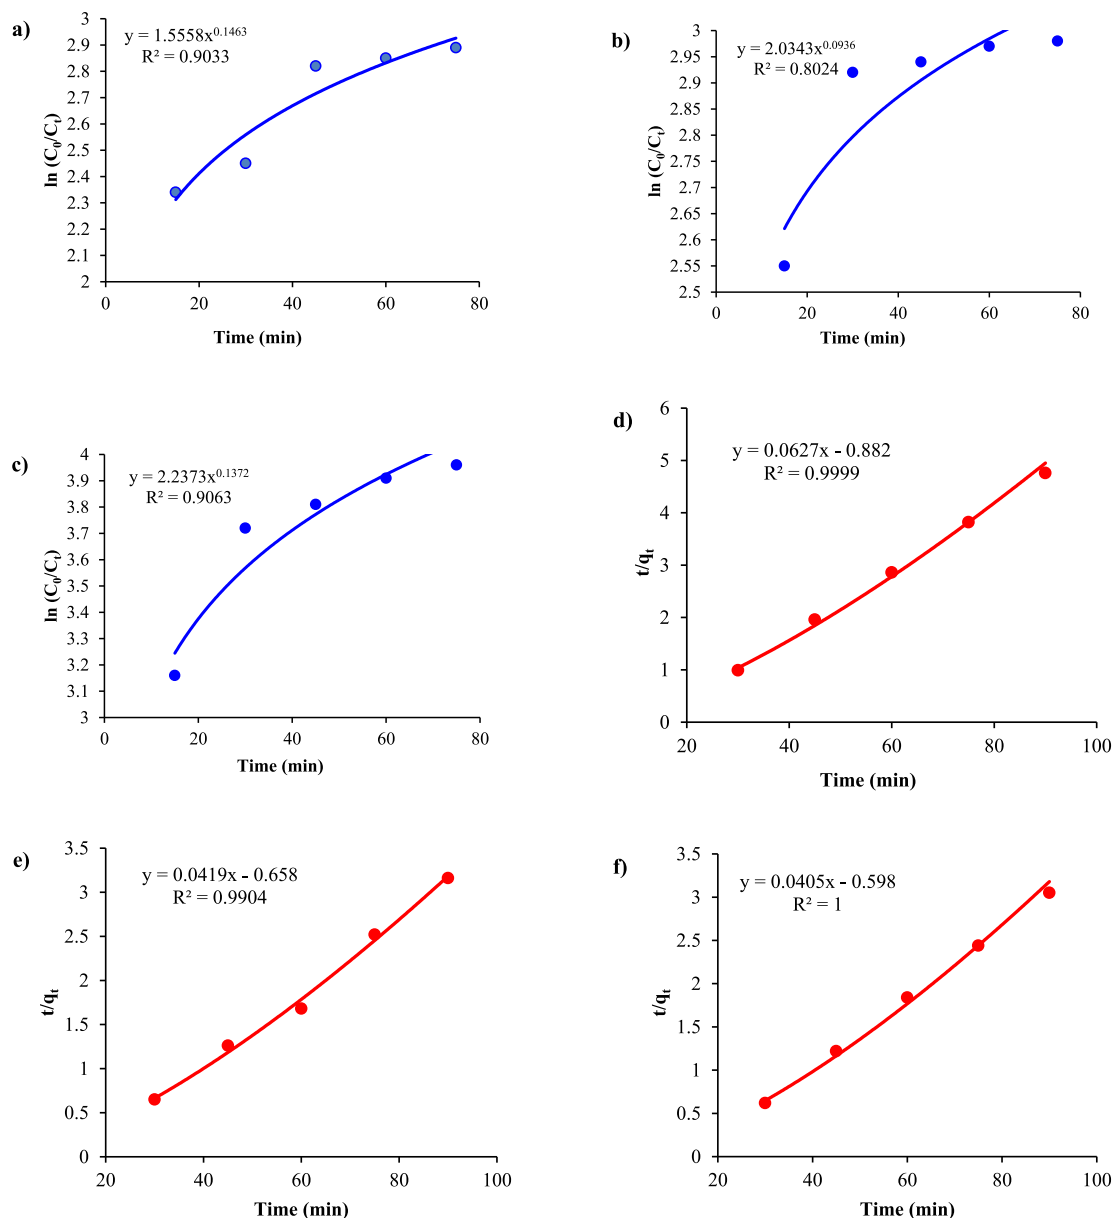 a)
y = 1.5558x^0.1463
R² = 0.9033
3
2.9
2.8
2.7
2.6
2.5
2.4
2.3
2.2
2.1
2
ln (C₀/Cₜ)
0
20
40
60
80
Time (min)
b)
y = 2.0343x^0.0936
R² = 0.8024
3
2.95
2.9
2.85
2.8
2.75
2.7
2.65
2.6
2.55
2.5
ln (C₀/Cₜ)
0
20
40
60
80
Time (min)
c)
y = 2.2373x^0.1372
R² = 0.9063
4
3.9
3.8
3.7
3.6
3.5
3.4
3.3
3.2
3.1
3
ln (C₀/Cₜ)
0
20
40
60
80
Time (min)
d)
y = 0.0627x - 0.882
R² = 0.9999
6
5
4
3
2
1
0
t/qₜ
20
40
60
80
100
Time (min)
e)
y = 0.0419x - 0.658
R² = 0.9904
3.5
3
2.5
2
1.5
1
0.5
0
t/qₜ
20
40
60
80
100
Time (min)
f)
y = 0.0405x - 0.598
R² = 1
3.5
3
2.5
2
1.5
1
0.5
0
t/qₜ
20
40
60
80
100
Time (min)